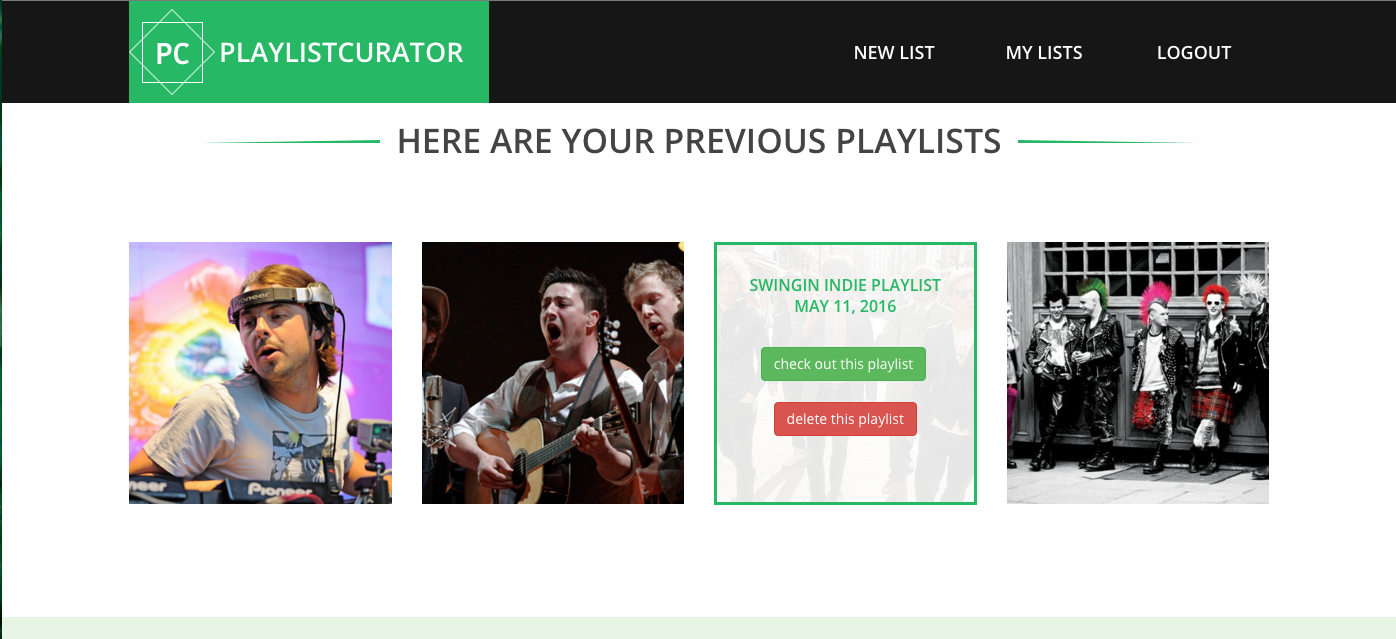 PC PLAYLISTCURATOR
NEW LIST MY LISTS LOGOUT
HERE ARE YOUR PREVIOUS PLAYLISTS
Pioneer
Pioneer
SWINGIN INDIE PLAYLIST
MAY 11, 2016
check out this playlist
delete this playlist